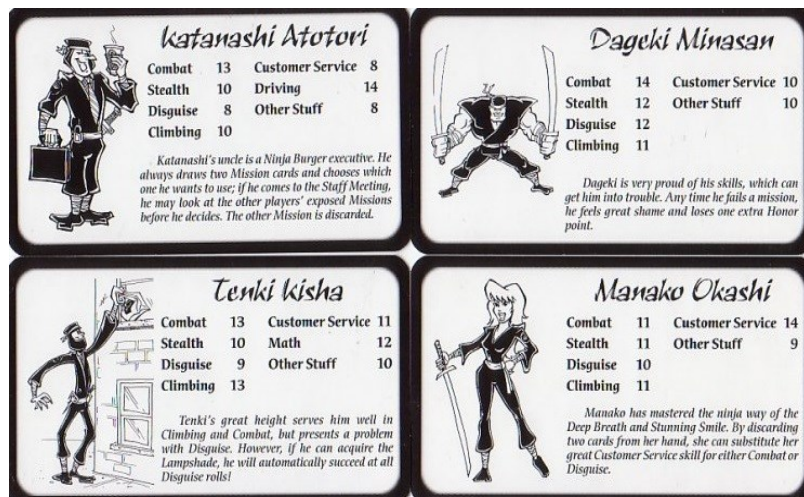 Katanashi Atotori
Combat 13 Customer Service 8
Stealth 10 Driving 14
Disguise 8 Other Stuff 8
Climbing 10
Katanashi's uncle is a Ninja Burger executive. He
always draws two Mission cards and chooses which
one he wants to use; if he comes to the Staff Meeting,
he may look at the other players' exposed Missions
before he decides. The other Mission is discarded.
Dageki Minasan
Combat 14 Customer Service 10
Stealth 12 Other Stuff 10
Disguise 12
Climbing 11
Dageki is very proud of his skills, which can
get him into trouble. Any time he fails a mission,
he feels great shame and loses one extra Honor
point.
Tenki Kisha
Combat 13 Customer Service 11
Stealth 10 Math 12
Disguise 9 Other Stuff 10
Climbing 13
Tenki's great height serves him well in
Climbing and Combat, but presents a problem
with Disguise. However, if he can acquire the
Lampshade, he will automatically succeed at all
Disguise rolls!
Manako Okashi
Combat 11 Customer Service 14
Stealth 11 Other Stuff 9
Disguise 10
Climbing 11
Manako has mastered the ninja way of the
Deep Breath and Stunning Smile. By discarding
two cards from her hand, she can substitute her
great Customer Service skill for either Combat or
Disguise.